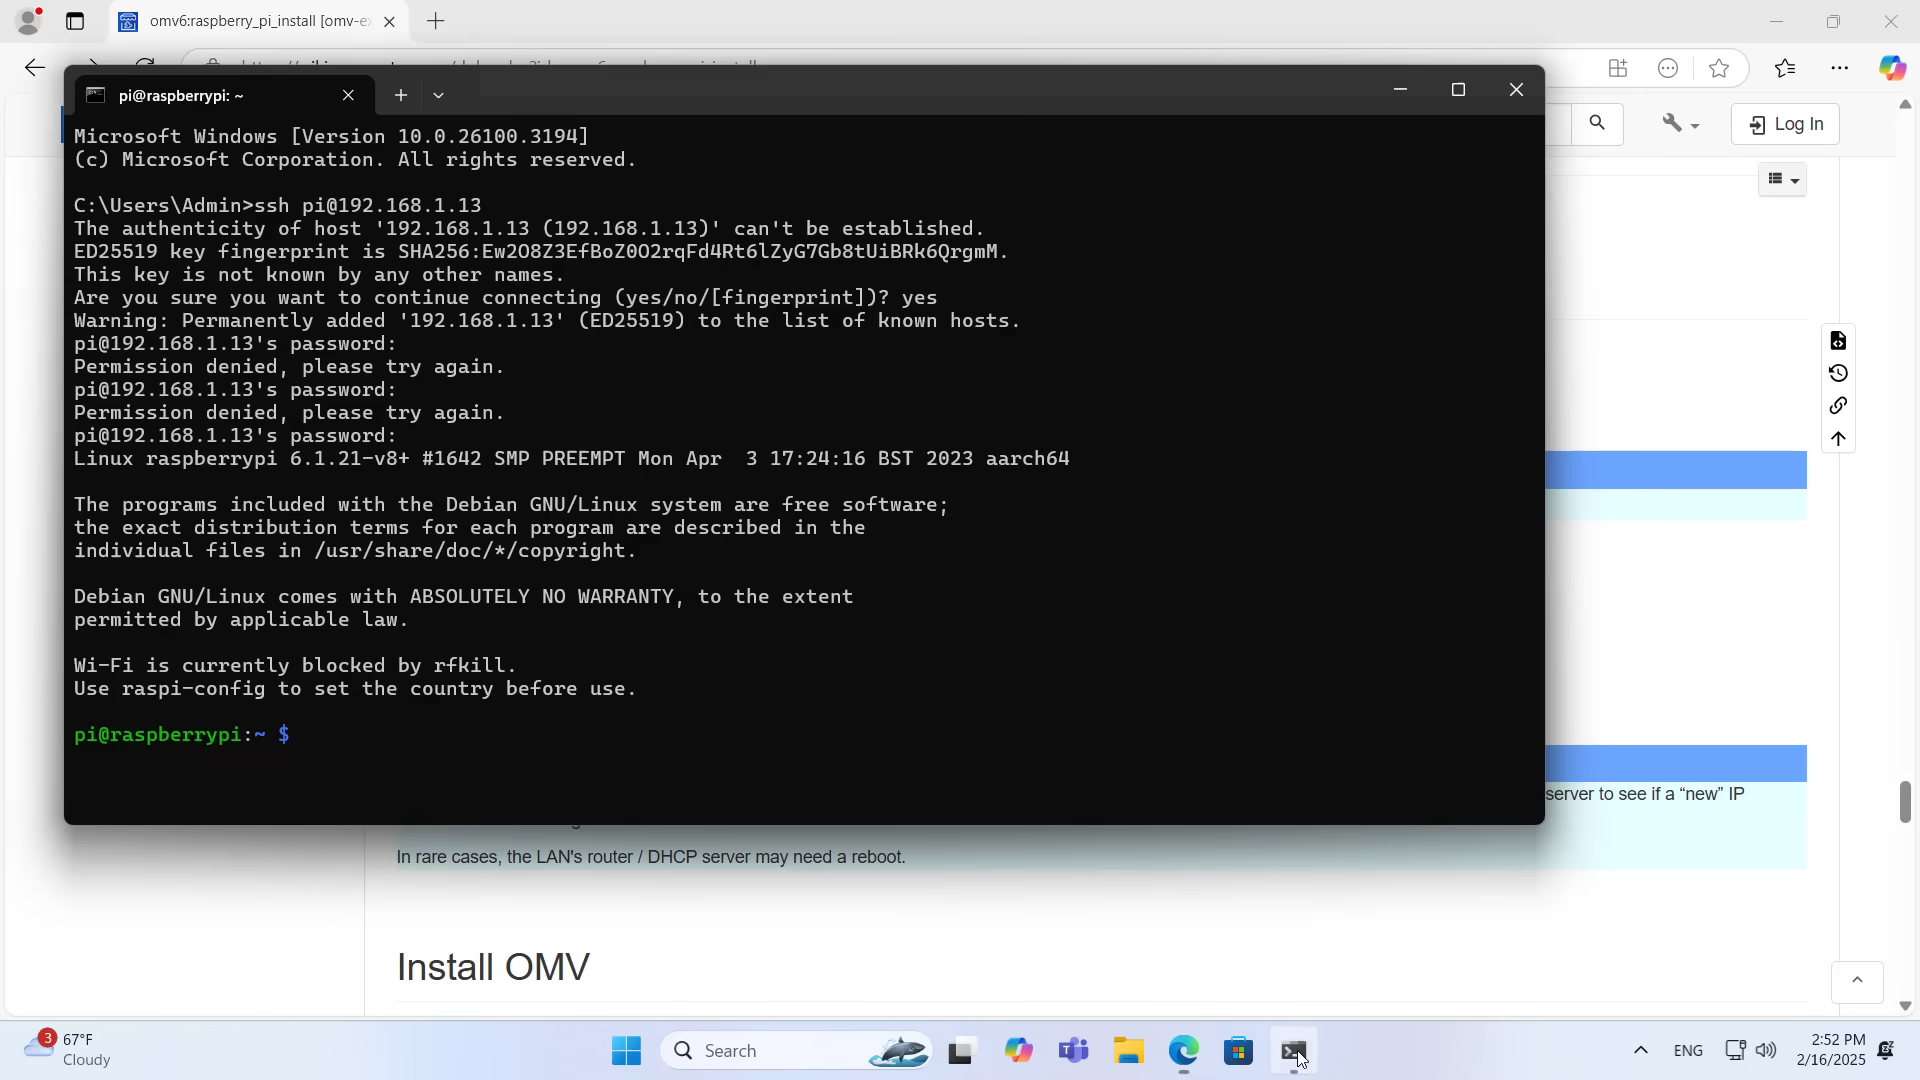 omv6:raspberry_pi_install [omv-e
pi@raspberrypi: ~
Log In
Microsoft Windows [Version 10.0.26100.3194]
(c) Microsoft Corporation. All rights reserved.
C:\Users\Admin>ssh pi@192.168.1.13
The authenticity of host '192.168.1.13 (192.168.1.13)' can't be established.
ED25519 key fingerprint is SHA256:Ew2O8Z3EfBoZ0O2rqFd4Rt6lZyG7Gb8tUiBRk6QrgmM.
This key is not known by any other names.
Are you sure you want to continue connecting (yes/no/[fingerprint])? yes
Warning: Permanently added '192.168.1.13' (ED25519) to the list of known hosts.
pi@192.168.1.13's password:
Permission denied, please try again.
pi@192.168.1.13's password:
Permission denied, please try again.
pi@192.168.1.13's password:
Linux raspberrypi 6.1.21-v8+ #1642 SMP PREEMPT Mon Apr  3 17:24:16 BST 2023 aarch64
The programs included with the Debian GNU/Linux system are free software;
the exact distribution terms for each program are described in the
individual files in /usr/share/doc/*/copyright.
Debian GNU/Linux comes with ABSOLUTELY NO WARRANTY, to the extent
permitted by applicable law.
Wi-Fi is currently blocked by rfkill.
Use raspi-config to set the country before use.
pi@raspberrypi:~ $
server to see if a “new” IP
In rare cases, the LAN's router / DHCP server may need a reboot.
Install OMV
3
67°F
Cloudy
Search
ENG
2:52 PM
2/16/2025